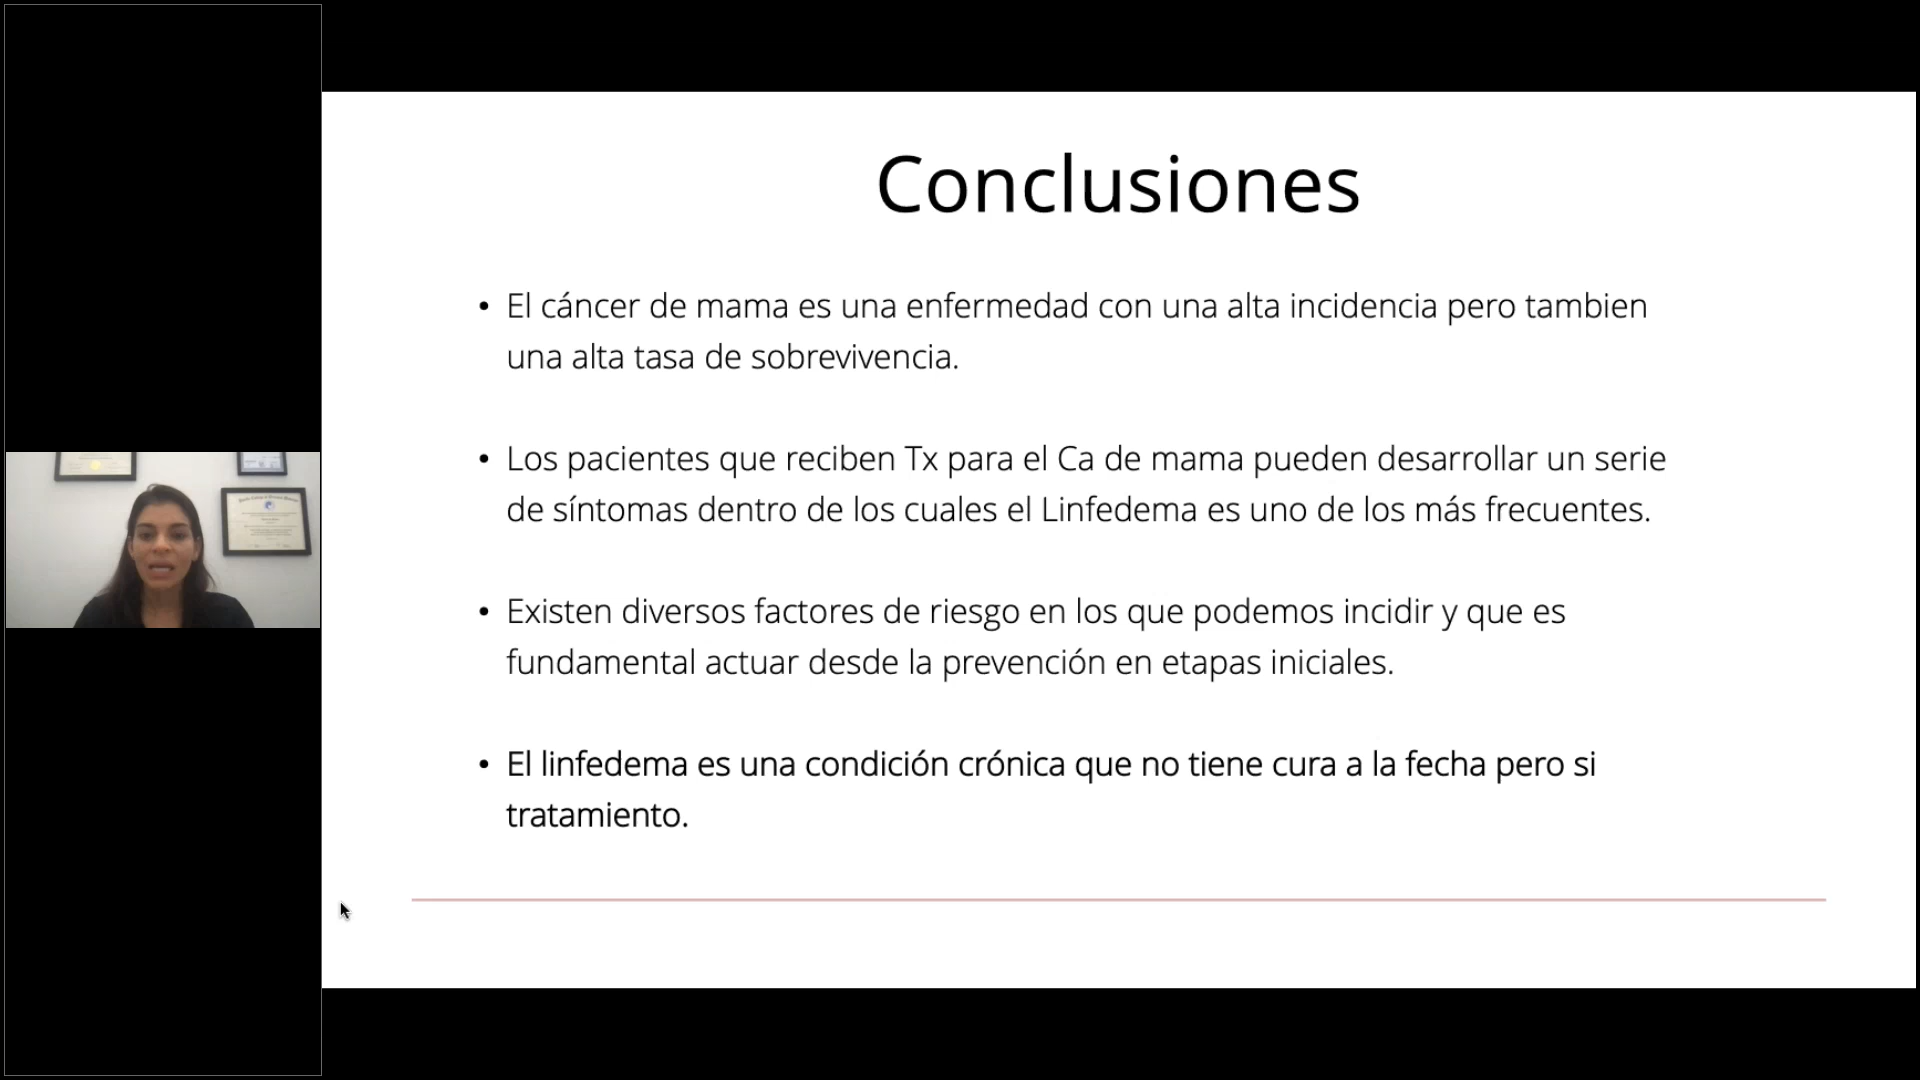 Conclusiones
• El cáncer de mama es una enfermedad con una alta incidencia pero tambien
una alta tasa de sobrevivencia.
• Los pacientes que reciben Tx para el Ca de mama pueden desarrollar un serie
de síntomas dentro de los cuales el Linfedema es uno de los más frecuentes.
• Existen diversos factores de riesgo en los que podemos incidir y que es
fundamental actuar desde la prevención en etapas iniciales.
• El linfedema es una condición crónica que no tiene cura a la fecha pero si
tratamiento.